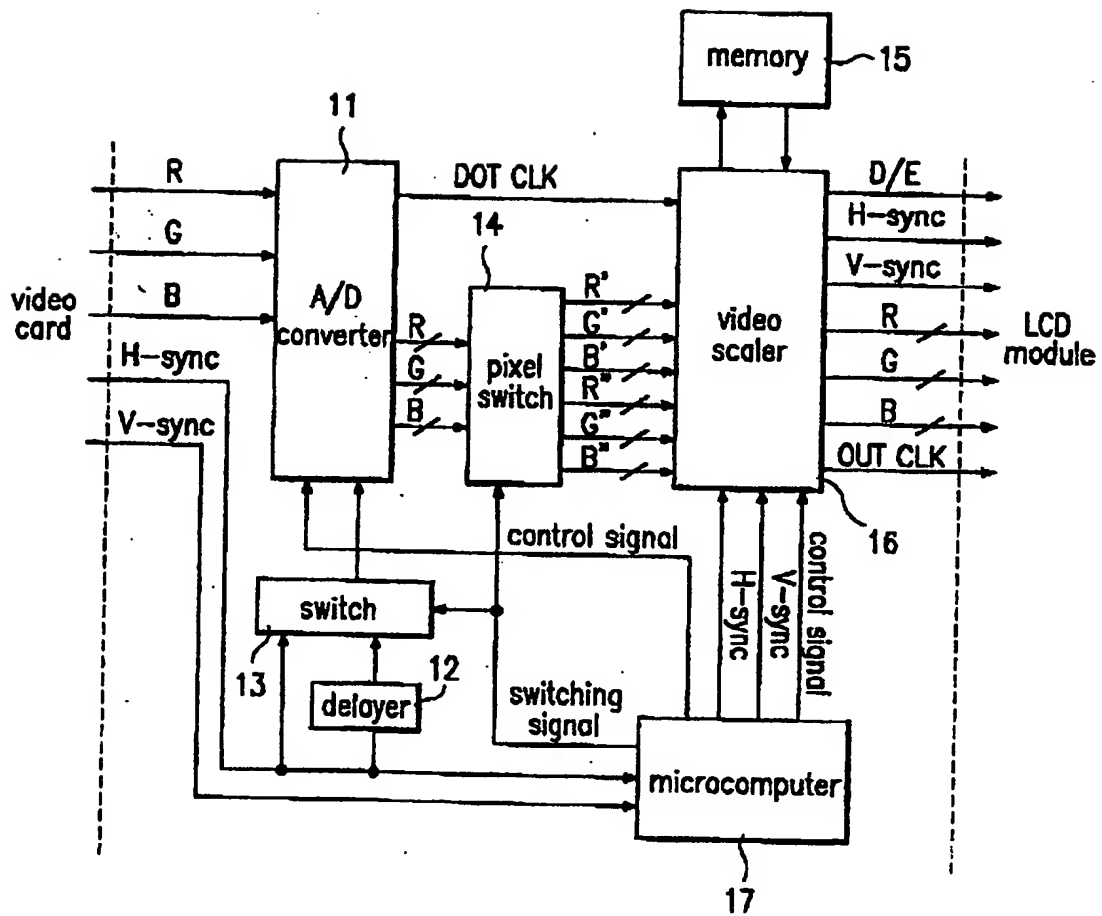 memory
15
11
R
DOT CLK
D/E
H-sync
G
14
V-sync
video
card
B
A/D
converter
R
G
B
pixel
switch
R'
G'
B'
R"
G"
B"
video
scaler
R
G
B
LCD
module
H-sync
V-sync
OUT CLK
16
control signal
H-sync
V-sync
control signal
switch
13
12
delayer
switching
signal
microcomputer
17